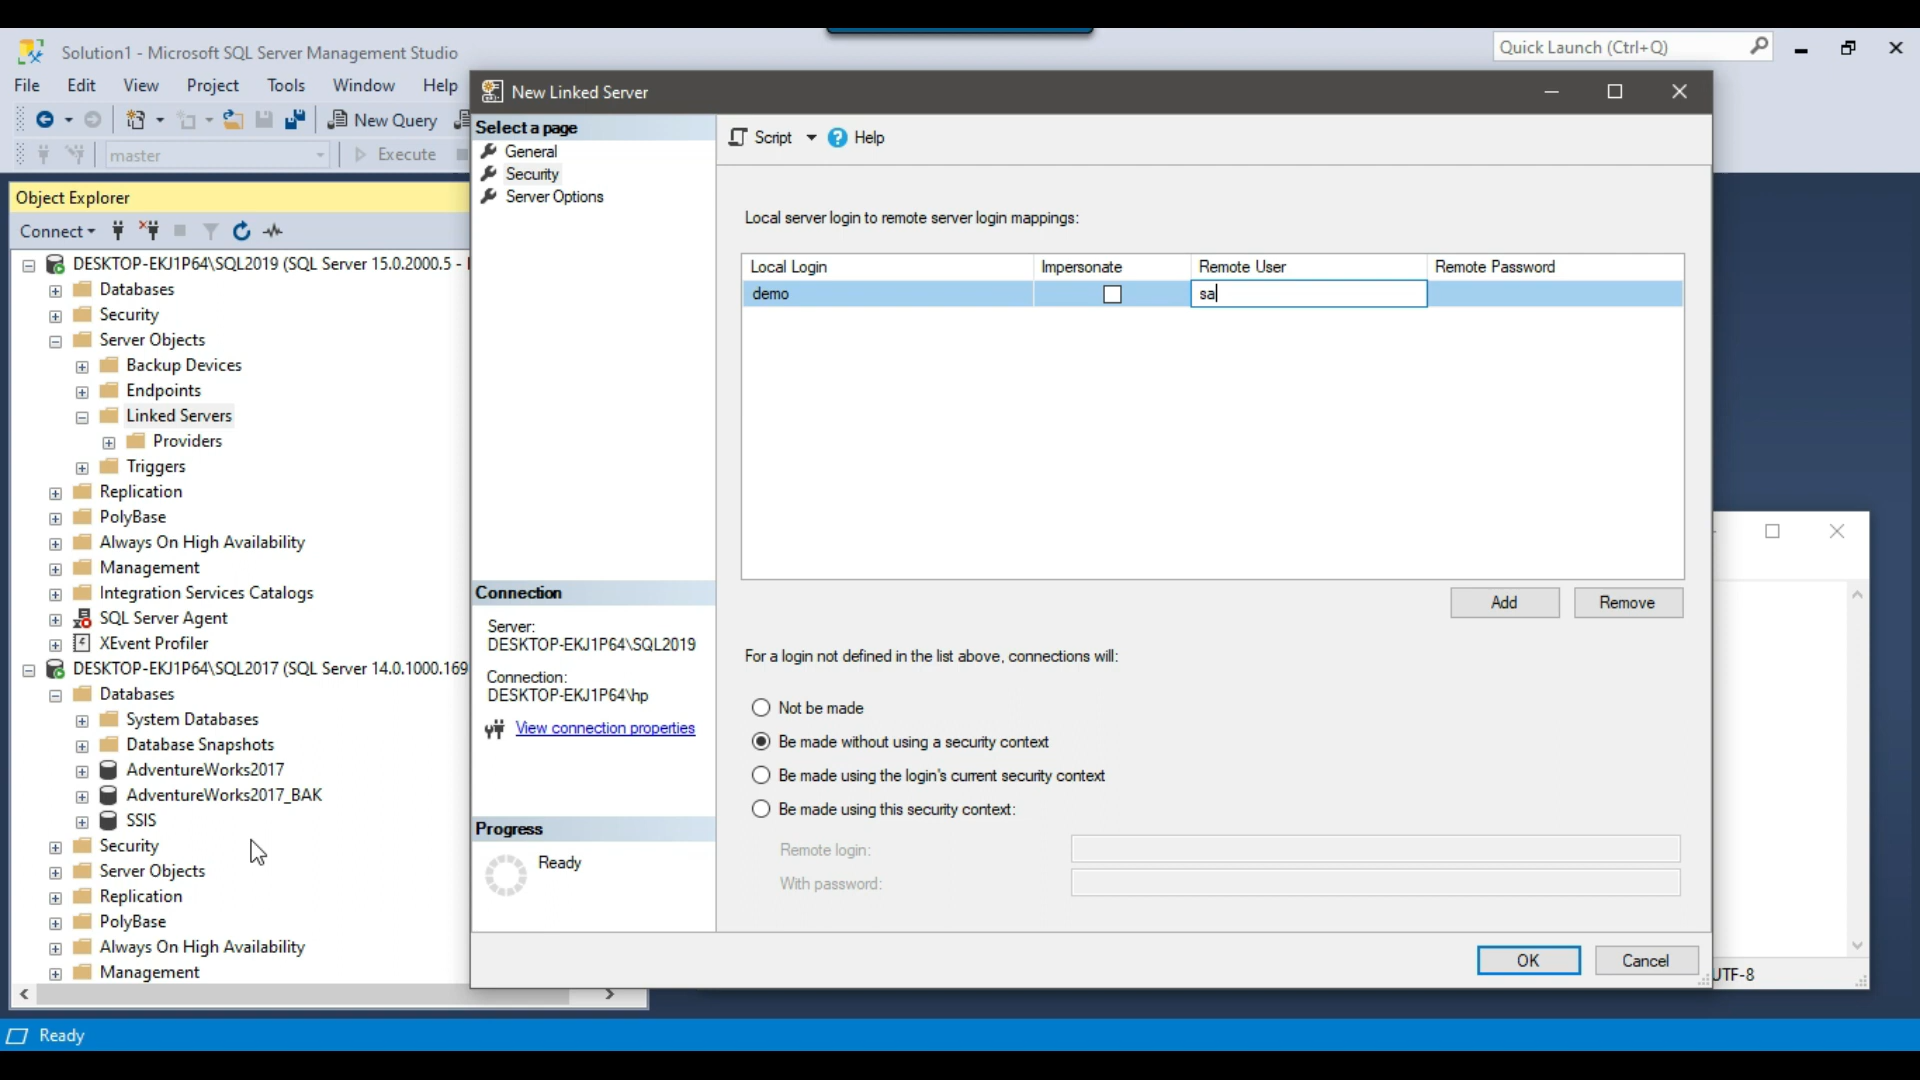 Solution1 - Microsoft SQL Server Management Studio
Quick Launch (Ctrl+Q)
File Edit View Project Tools Window Help
New Query
master
Execute
Object Explorer
Connect
DESKTOP-EKJ1P64\SQL2019 (SQL Server 15.0.2000.5 -
Databases
Security
Server Objects
Backup Devices
Endpoints
Linked Servers
Providers
Triggers
Replication
PolyBase
Always On High Availability
Management
Integration Services Catalogs
SQL Server Agent
XEvent Profiler
DESKTOP-EKJ1P64\SQL2017 (SQL Server 14.0.1000.169
Databases
System Databases
Database Snapshots
AdventureWorks2017
AdventureWorks2017_BAK
SSIS
Security
Server Objects
Replication
PolyBase
Always On High Availability
Management
New Linked Server
Select a page
General
Security
Server Options
Connection
Server:
DESKTOP-EKJ1P64\SQL2019
Connection:
DESKTOP-EKJ1P64\hp
View connection properties
Progress
Ready
Script Help
Local server login to remote server login mappings:
Local Login Impersonate Remote User Remote Password
demo sa
Add Remove
For a login not defined in the list above, connections will:
Not be made
Be made without using a security context
Be made using the login's current security context
Be made using this security context:
Remote login:
With password:
OK Cancel
UTF-8
Ready